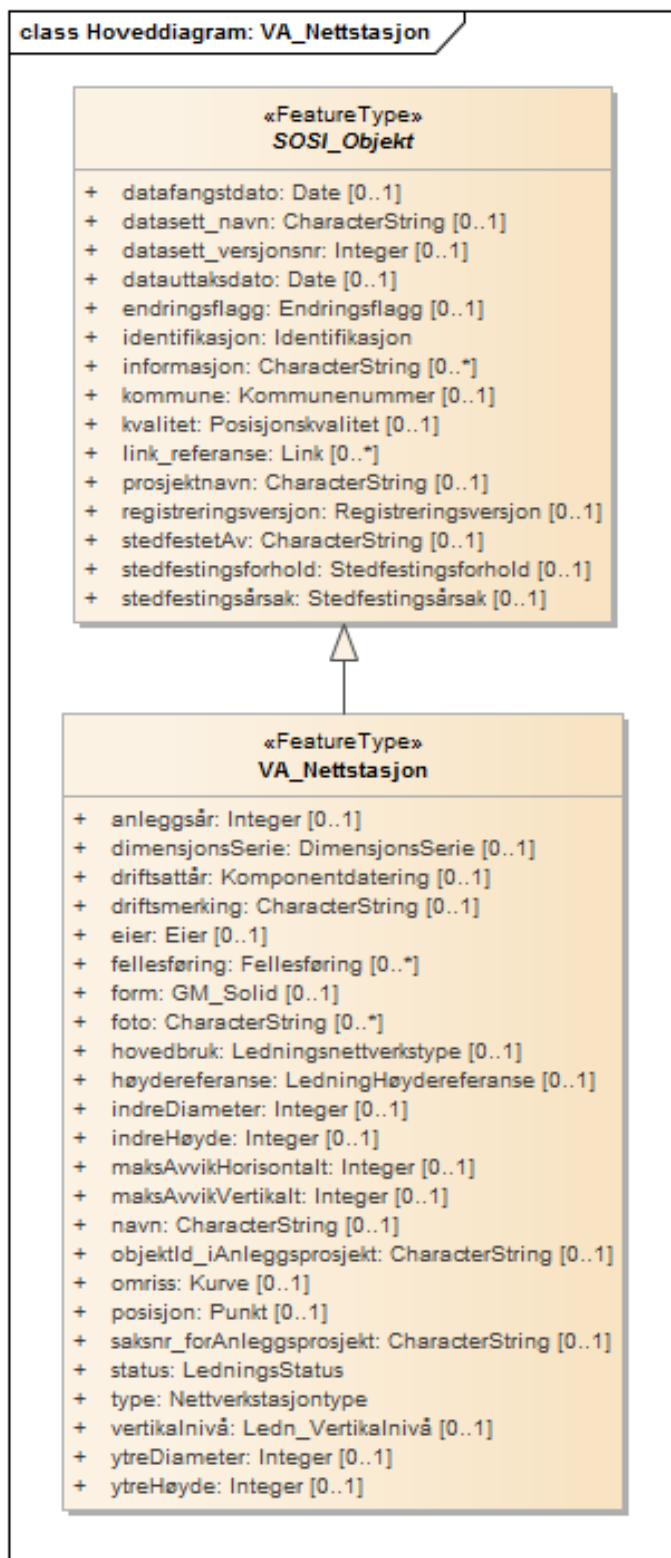 class Hoveddiagram: VA_Nettstasjon
«FeatureType»
SOSI_Objekt
+ datafangstdato: Date [0..1]
+ datasett_navn: CharacterString [0..1]
+ datasett_versjonsnr: Integer [0..1]
+ datauttaksdato: Date [0..1]
+ endringsflagg: Endringsflagg [0..1]
+ identifikasjon: Identifikasjon
+ informasjon: CharacterString [0..*]
+ kommune: Kommunenummer [0..1]
+ kvalitet: Posisjonskvalitet [0..1]
+ link_referanse: Link [0..*]
+ prosjektnavn: CharacterString [0..1]
+ registreringsversjon: Registreringsversjon [0..1]
+ stedfestetAv: CharacterString [0..1]
+ stedfestingsforhold: Stedfestingsforhold [0..1]
+ stedfestingsårsak: Stedfestingsårsak [0..1]
«FeatureType»
VA_Nettstasjon
+ anleggsår: Integer [0..1]
+ dimensjonsSerie: DimensjonsSerie [0..1]
+ driftsattår: Komponentdatering [0..1]
+ driftsmerking: CharacterString [0..1]
+ eier: Eier [0..1]
+ fellesføring: Fellesføring [0..*]
+ form: GM_Solid [0..1]
+ foto: CharacterString [0..*]
+ hovedbruk: Ledningsnettverkstype [0..1]
+ høydereferanse: LedningHøydereferanse [0..1]
+ indreDiameter: Integer [0..1]
+ indreHøyde: Integer [0..1]
+ maksAvvikHorisontalt: Integer [0..1]
+ maksAvvikVertikalt: Integer [0..1]
+ navn: CharacterString [0..1]
+ objektId_iAnleggsprosjekt: CharacterString [0..1]
+ omriss: Kurve [0..1]
+ posisjon: Punkt [0..1]
+ saksnr_forAnleggsprosjekt: CharacterString [0..1]
+ status: LedningsStatus
+ type: Nettverkstasjontype
+ vertikalnivå: Ledn_Vertikalnivå [0..1]
+ ytreDiameter: Integer [0..1]
+ ytreHøyde: Integer [0..1]